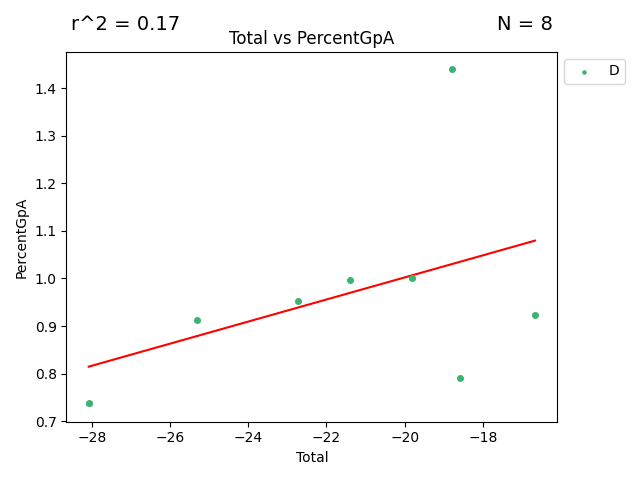 r^2 = 0.17
N = 8
Total vs PercentGpA
D
PercentGpA
1.4
1.3
1.2
1.1
1.0
0.9
0.8
0.7
−28 −26 −24 −22 −20 −18
Total